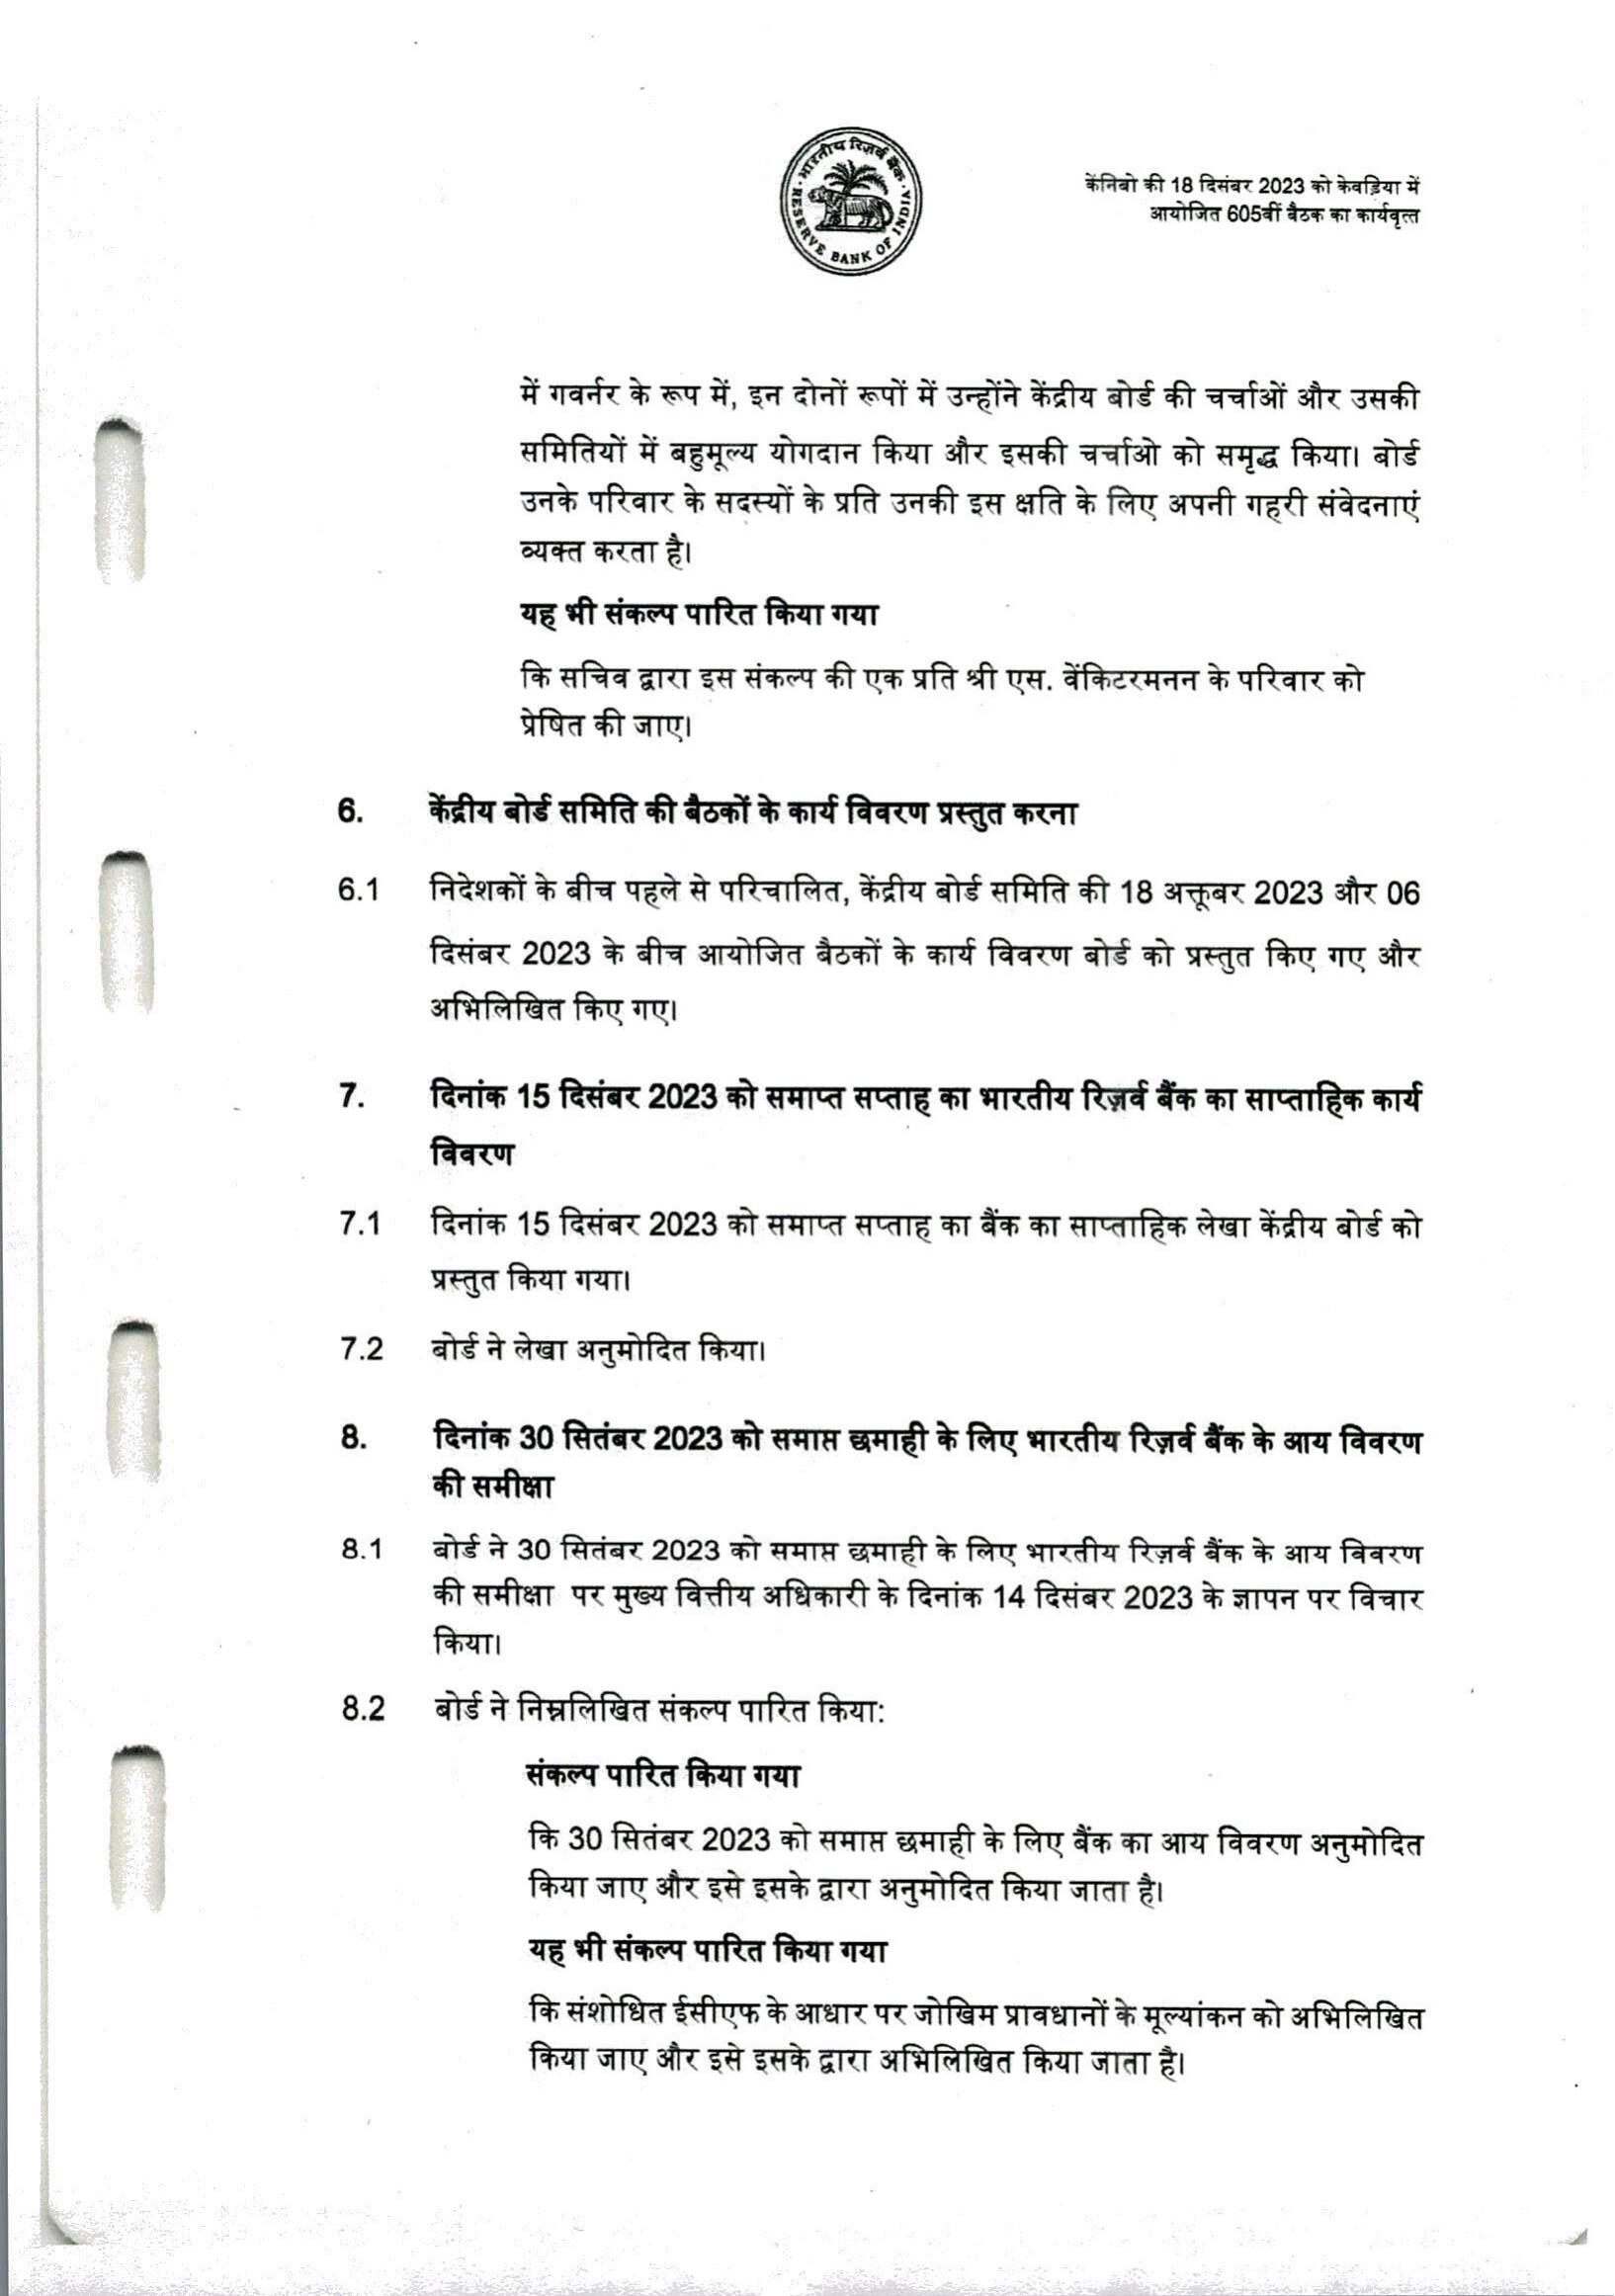 भारतीय रिज़र्व बैंक
RESERVE BANK OF INDIA
केंनिबो की 18 दिसंबर 2023 को केवड़िया में
आयोजित 605वीं बैठक का कार्यवृत्त
में गवर्नर के रूप में, इन दोनों रूपों में उन्होंने केंद्रीय बोर्ड की चर्चाओं और उसकी
समितियों में बहुमूल्य योगदान किया और इसकी चर्चाओ को समृद्ध किया। बोर्ड
उनके परिवार के सदस्यों के प्रति उनकी इस क्षति के लिए अपनी गहरी संवेदनाएं
व्यक्त करता है।
यह भी संकल्प पारित किया गया
कि सचिव द्वारा इस संकल्प की एक प्रति श्री एस. वेंकिटरमनन के परिवार को
प्रेषित की जाए।
6. केंद्रीय बोर्ड समिति की बैठकों के कार्य विवरण प्रस्तुत करना
6.1 निदेशकों के बीच पहले से परिचालित, केंद्रीय बोर्ड समिति की 18 अक्तूबर 2023 और 06
दिसंबर 2023 के बीच आयोजित बैठकों के कार्य विवरण बोर्ड को प्रस्तुत किए गए और
अभिलिखित किए गए।
7. दिनांक 15 दिसंबर 2023 को समाप्त सप्ताह का भारतीय रिज़र्व बैंक का साप्ताहिक कार्य
विवरण
7.1 दिनांक 15 दिसंबर 2023 को समाप्त सप्ताह का बैंक का साप्ताहिक लेखा केंद्रीय बोर्ड को
प्रस्तुत किया गया।
7.2 बोर्ड ने लेखा अनुमोदित किया।
8. दिनांक 30 सितंबर 2023 को समाप्त छमाही के लिए भारतीय रिज़र्व बैंक के आय विवरण
की समीक्षा
8.1 बोर्ड ने 30 सितंबर 2023 को समाप्त छमाही के लिए भारतीय रिज़र्व बैंक के आय विवरण
की समीक्षा पर मुख्य वित्तीय अधिकारी के दिनांक 14 दिसंबर 2023 के ज्ञापन पर विचार
किया।
8.2 बोर्ड ने निम्नलिखित संकल्प पारित किया:
संकल्प पारित किया गया
कि 30 सितंबर 2023 को समाप्त छमाही के लिए बैंक का आय विवरण अनुमोदित
किया जाए और इसे इसके द्वारा अनुमोदित किया जाता है।
यह भी संकल्प पारित किया गया
कि संशोधित ईसीएफ के आधार पर जोखिम प्रावधानों के मूल्यांकन को अभिलिखित
किया जाए और इसे इसके द्वारा अभिलिखित किया जाता है।